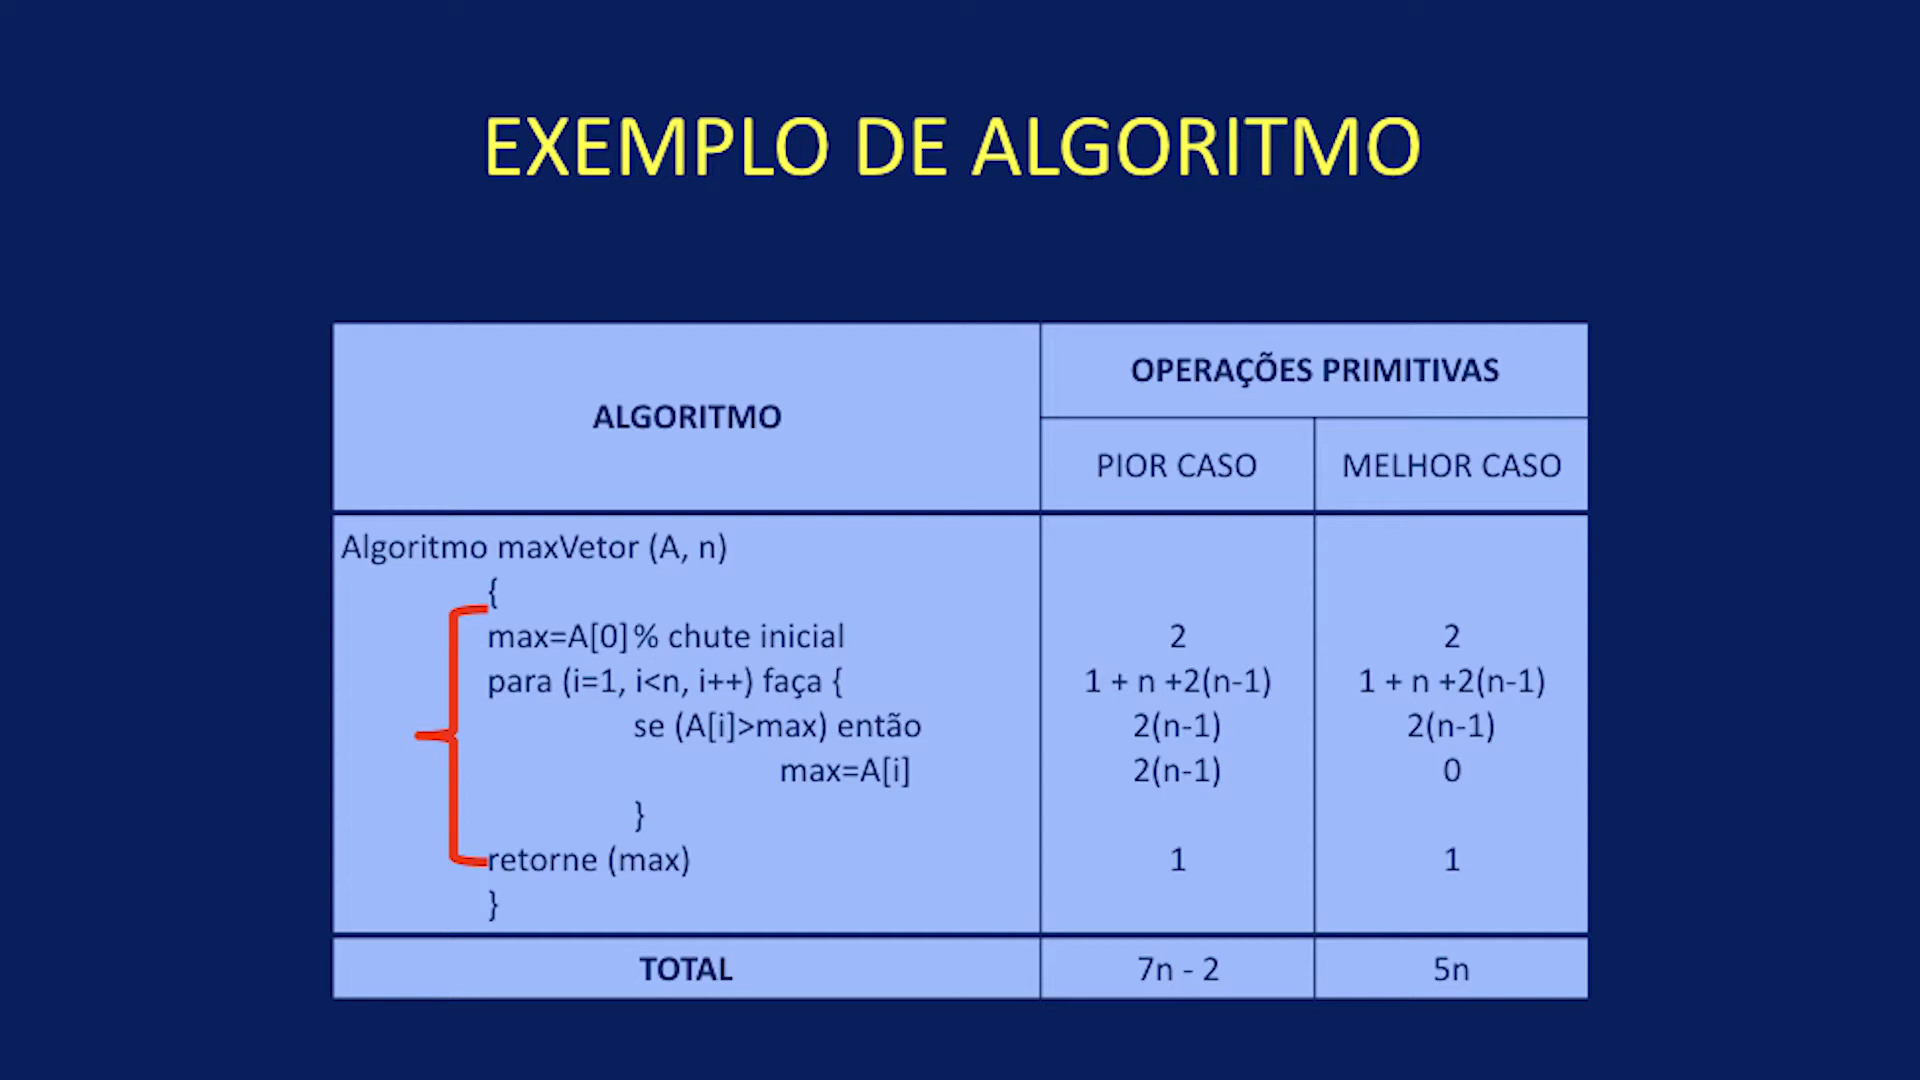 EXEMPLO DE ALGORITMO
ALGORITMO
OPERAÇÕES PRIMITIVAS
PIOR CASO
MELHOR CASO
Algoritmo maxVetor (A, n)
{
max=A[0]% chute inicial 2 2
para (i=1, i<n, i++) faça { 1 + n +2(n-1) 1 + n +2(n-1)
se (A[i]>max) então 2(n-1) 2(n-1)
max=A[i] 2(n-1) 0
}
retorne (max) 1 1
}
TOTAL 7n - 2 5n